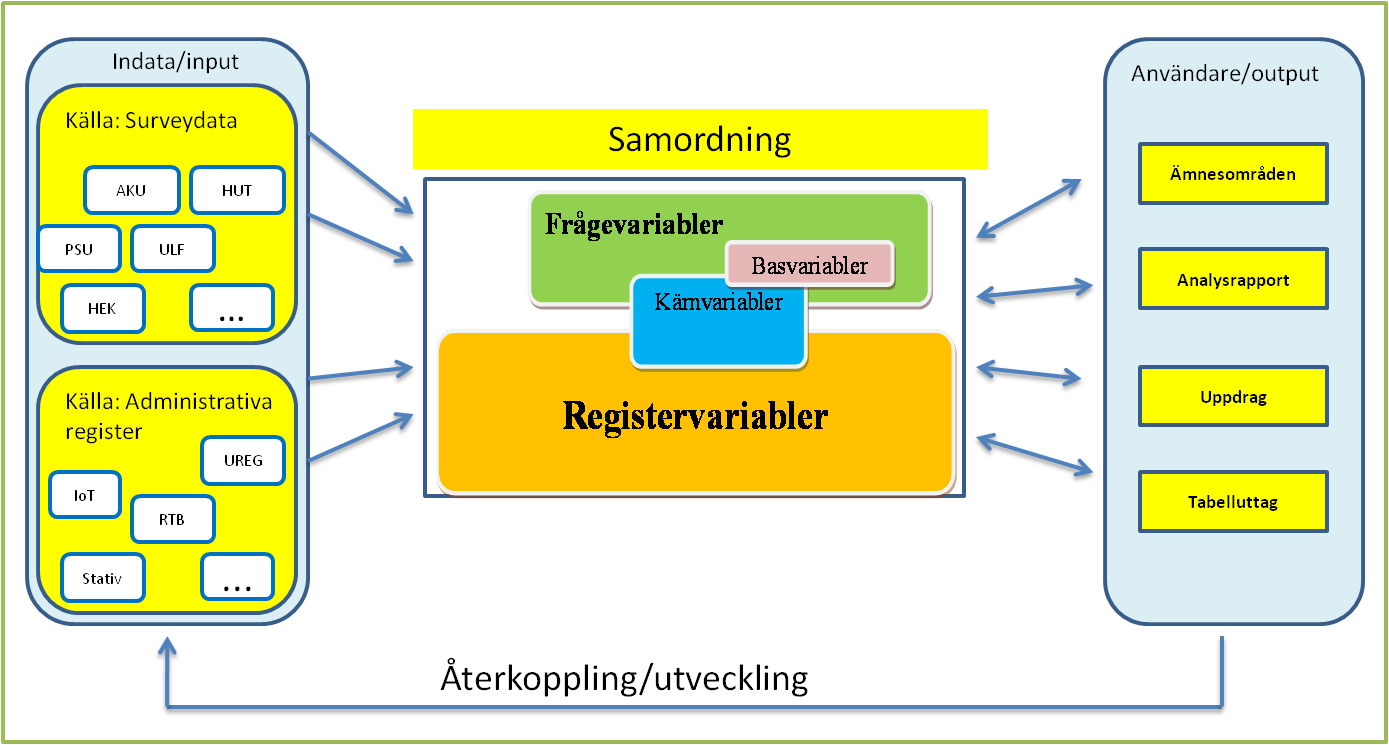 Indata/input
Källa: Surveydata
AKU
HUT
PSU
ULF
HEK
...
Källa: Administrativa
register
UREG
IoT
RTB
Stativ
...
Samordning
Frågevariabler
Basvariabler
Kärnvariabler
Registervariabler
Användare/output
Ämnesområden
Analysrapport
Uppdrag
Tabelluttag
Återkoppling/utveckling